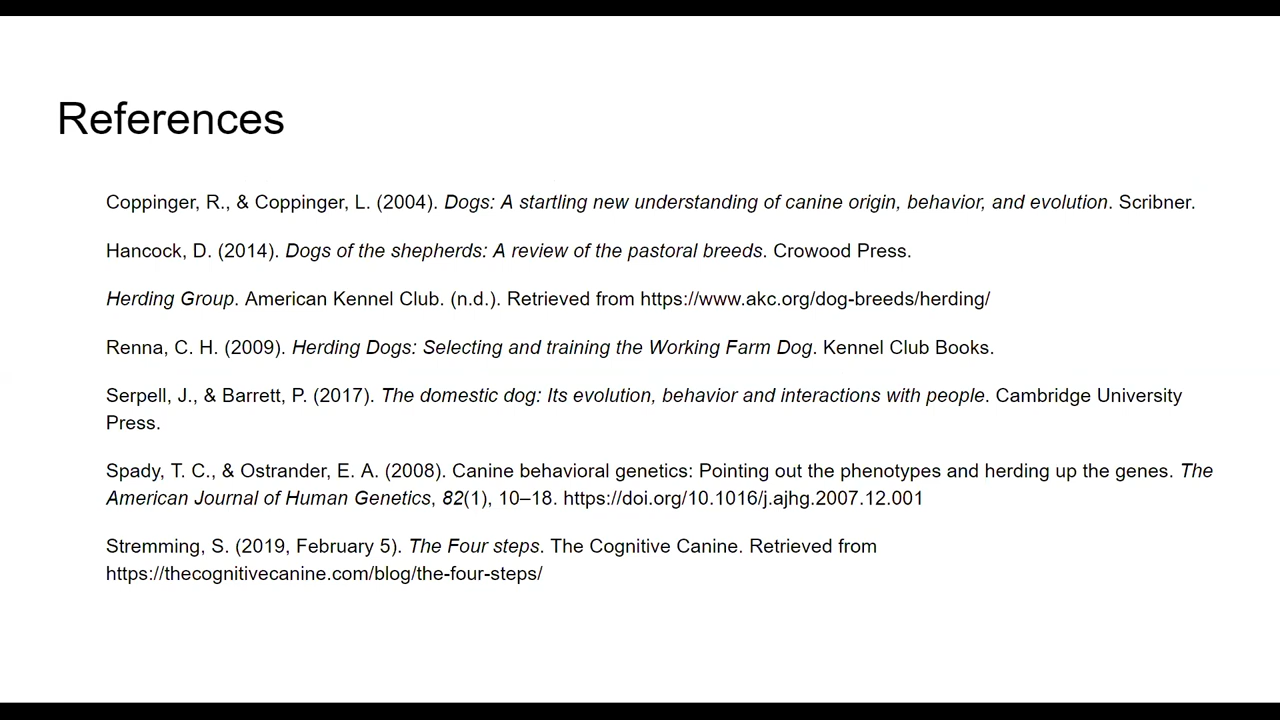 References
Coppinger, R., & Coppinger, L. (2004). Dogs: A startling new understanding of canine origin, behavior, and evolution. Scribner.
Hancock, D. (2014). Dogs of the shepherds: A review of the pastoral breeds. Crowood Press.
Herding Group. American Kennel Club. (n.d.). Retrieved from https://www.akc.org/dog-breeds/herding/
Renna, C. H. (2009). Herding Dogs: Selecting and training the Working Farm Dog. Kennel Club Books.
Serpell, J., & Barrett, P. (2017). The domestic dog: Its evolution, behavior and interactions with people. Cambridge University
Press.
Spady, T. C., & Ostrander, E. A. (2008). Canine behavioral genetics: Pointing out the phenotypes and herding up the genes. The
American Journal of Human Genetics, 82(1), 10–18. https://doi.org/10.1016/j.ajhg.2007.12.001
Stremming, S. (2019, February 5). The Four steps. The Cognitive Canine. Retrieved from
https://thecognitivecanine.com/blog/the-four-steps/